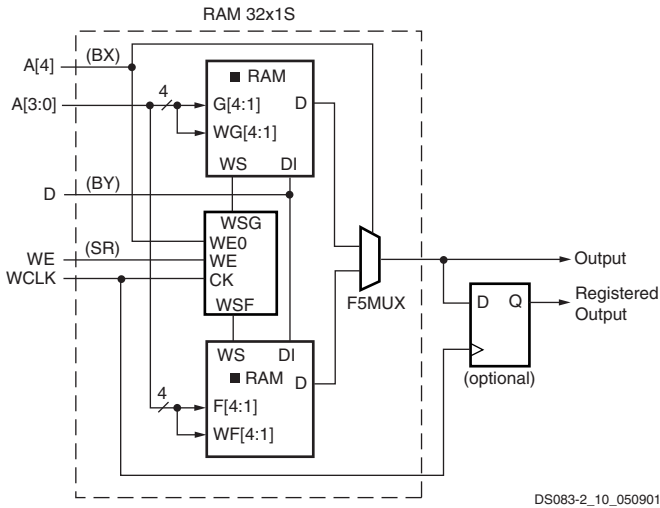 RAM 32x1S
A[4]
(BX)
A[3:0]
4
RAM
D
G[4:1]
WG[4:1]
WS
DI
D
(BY)
WSG
WE0
WE
(SR)
WE
WCLK
CK
WSF
F5MUX
Output
D
Q
Registered
Output
(optional)
WS
DI
RAM
D
4
F[4:1]
WF[4:1]
DS083-2_10_050901